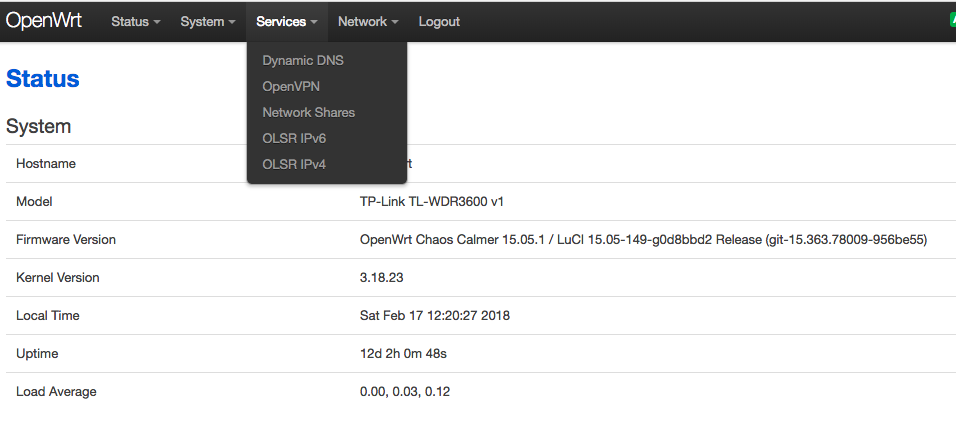 OpenWrt Status System Services Network Logout
Dynamic DNS
OpenVPN
Network Shares
OLSR IPv6
OLSR IPv4
Status
System
Hostname
Model TP-Link TL-WDR3600 v1
Firmware Version OpenWrt Chaos Calmer 15.05.1 / LuCI 15.05-149-g0d8bbd2 Release (git-15.363.78009-956be55)
Kernel Version 3.18.23
Local Time Sat Feb 17 12:20:27 2018
Uptime 12d 2h 0m 48s
Load Average 0.00, 0.03, 0.12